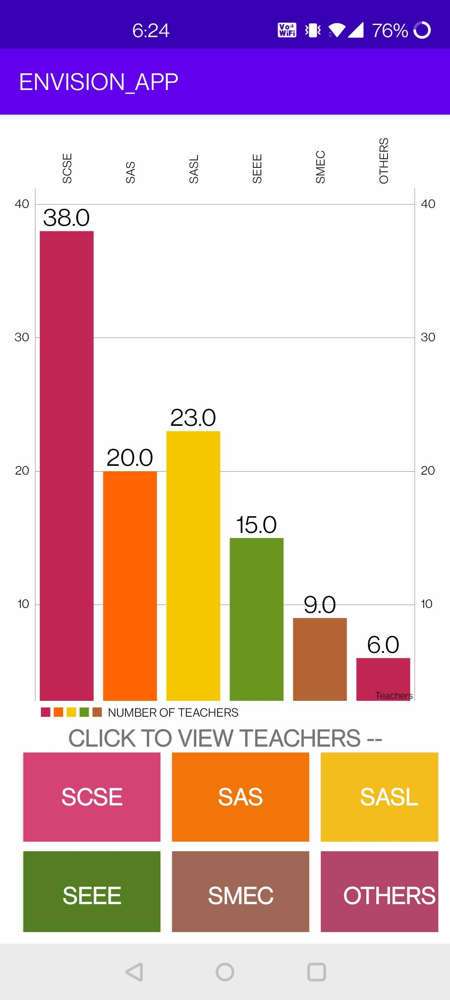 6:24 Vo WiFi 76%
ENVISION_APP
SCSE SAS SASL SEEE SMEC OTHERS
40 40
38.0
30 30
23.0
20.0
20 20
15.0
10 9.0 10
6.0
Teachers
NUMBER OF TEACHERS
CLICK TO VIEW TEACHERS --
SCSE SAS SASL
SEEE SMEC OTHERS